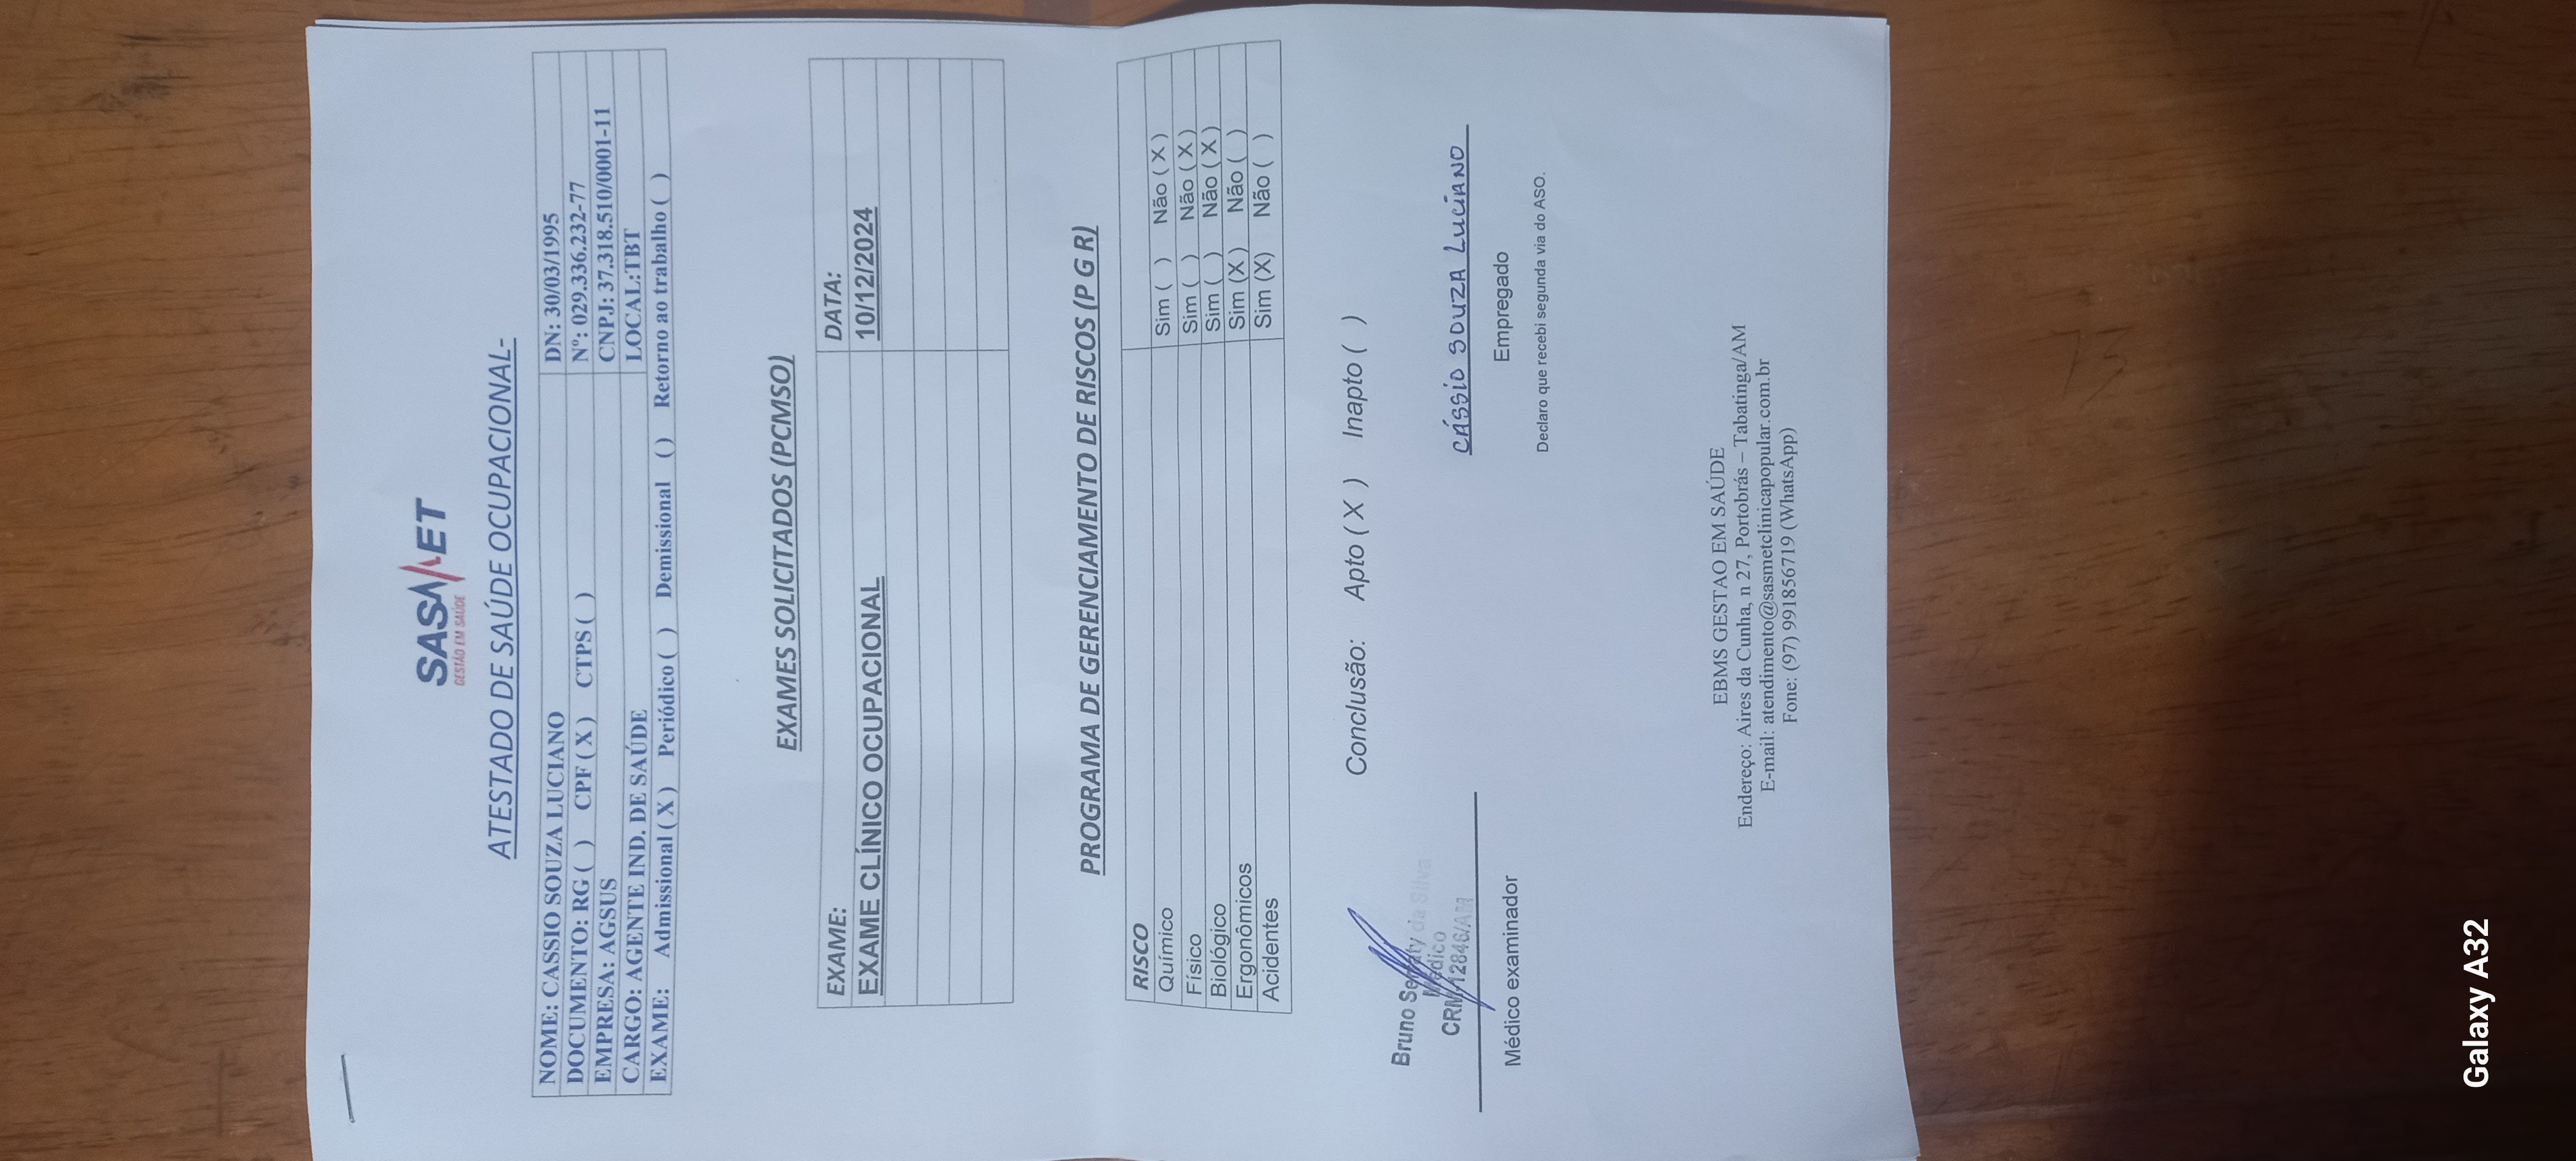 SASMET
GESTÃO EM SAÚDE
ATESTADO DE SAÚDE OCUPACIONAL-
NOME: CASSIO SOUZA LUCIANO DN: 30/03/1995
DOCUMENTO: RG ( ) CPF ( X ) CTPS ( ) Nº: 029.336.232-77
EMPRESA: AGSUS CNPJ: 37.318.510/0001-11
CARGO: AGENTE IND. DE SAÚDE LOCAL:TBT
EXAME: Admissional ( X ) Periódico ( ) Demissional ( ) Retorno ao trabalho ( )
EXAMES SOLICITADOS (PCMSO)
EXAME: DATA:
EXAME CLÍNICO OCUPACIONAL 10/12/2024
PROGRAMA DE GERENCIAMENTO DE RISCOS (P G R)
RISCO
Químico Sim ( ) Não ( X )
Físico Sim ( ) Não ( X )
Biológico Sim ( ) Não ( X )
Ergonômicos Sim (X ) Não ( )
Acidentes Sim (X) Não ( )
Conclusão: Apto ( X ) Inapto ( )
Bruno da Silva
Médico
CRM-12846/AM
CÁSSIO SOUZA LUCIANO
Médico examinador
Empregado
Declaro que recebi segunda via do ASO.
EBMS GESTAO EM SAÚDE
Endereço: Aires da Cunha, n 27, Portobrás – Tabatinga/AM
E-mail: atendimento@sasmetclinicapopular.com.br
Fone: (97) 991856719 (WhatsApp)
Galaxy A32